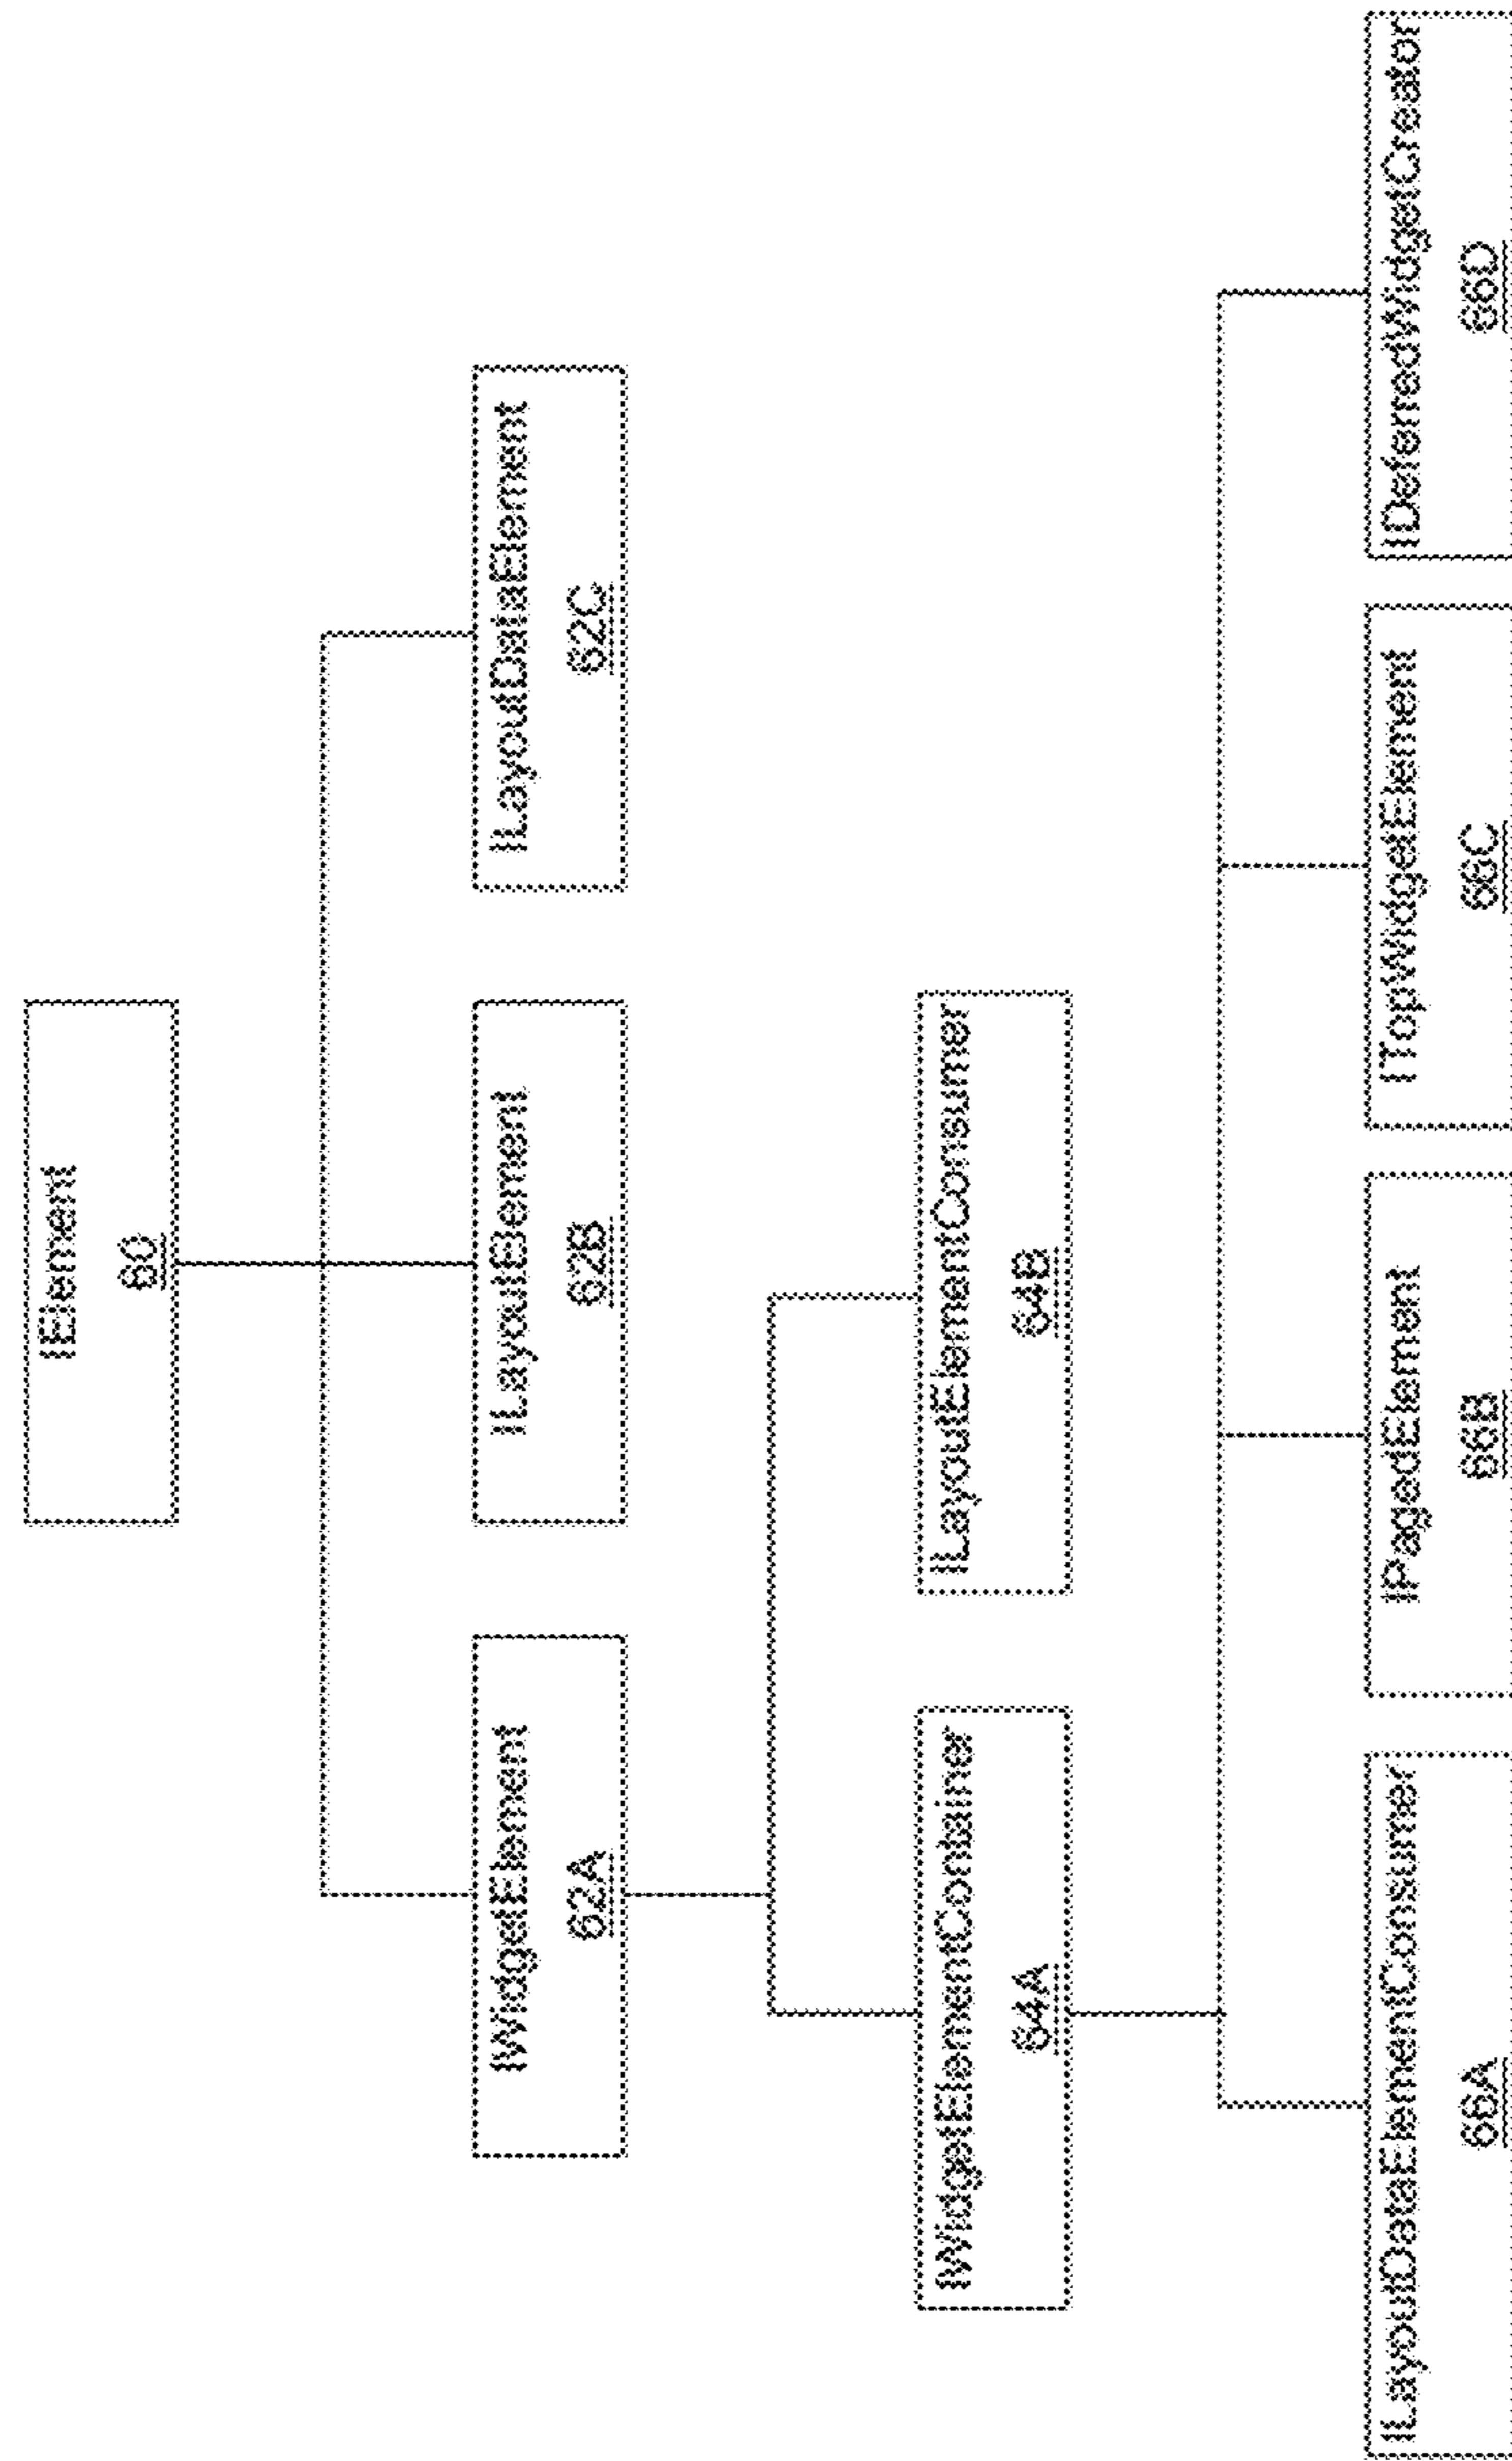 IElement
60
IWidgetElement
62A
ILayoutElement
62B
ILayoutDataElement
62C
IWidgetElementContainer
64A
ILayoutElementConsumer
64B
ILayoutDataElementConsumer
66A
IPagedElement
66B
ITopWidgetElement
66C
IDeferredWidgetCreator
66D